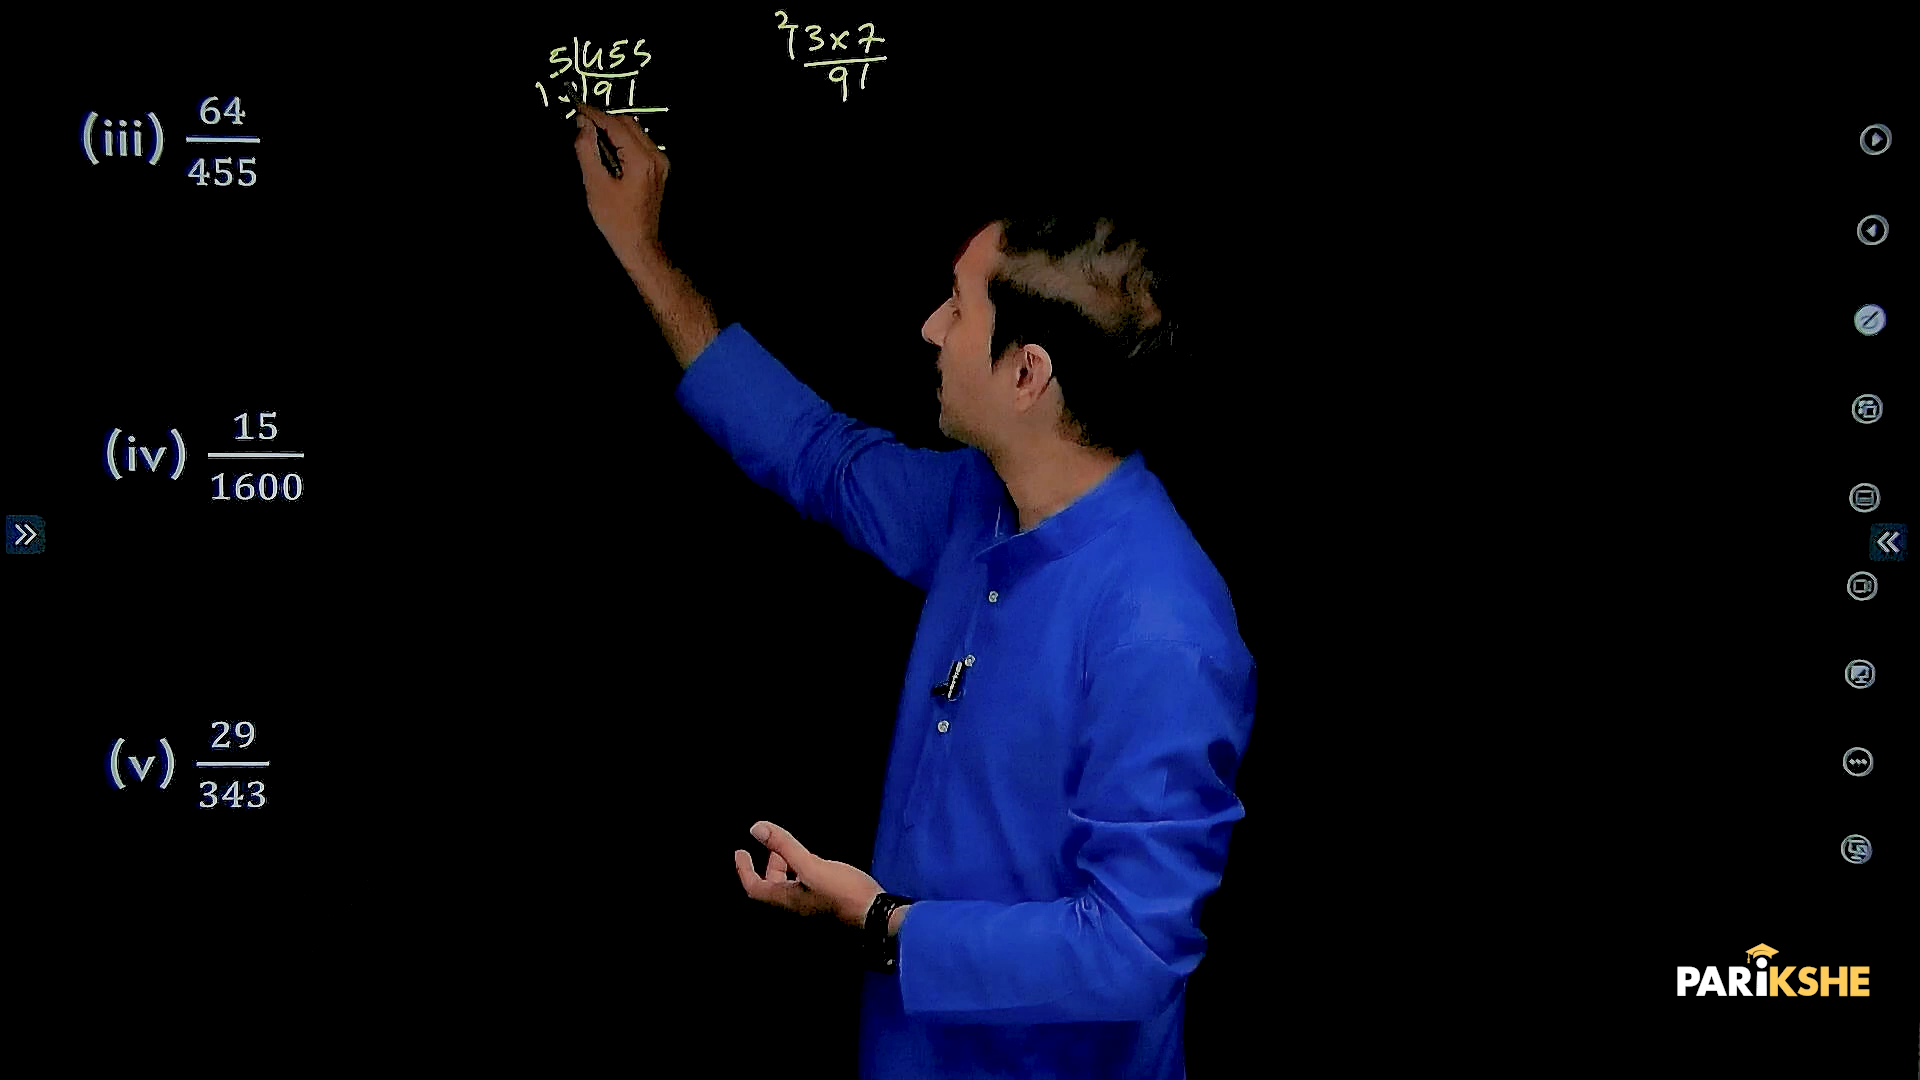 (iii) 64/455
5|455
|91
13×7
91
(iv) 15/1600
(v) 29/343
PARiKSHE